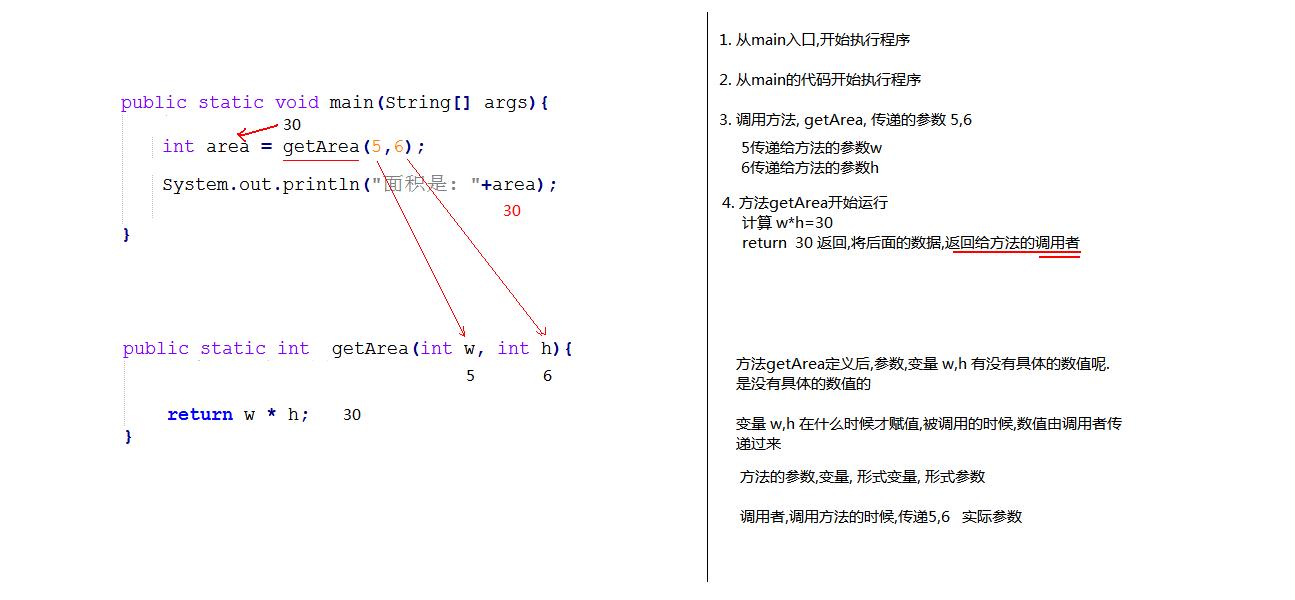 public static void main(String[] args){
30
int area = getArea(5,6);
System.out.println("面积是: "+area);
30
}
public static int getArea(int w, int h){
5 6
return w * h; 30
}
1. 从main入口,开始执行程序
2. 从main的代码开始执行程序
3. 调用方法, getArea, 传递的参数 5,6
5传递给方法的参数w
6传递给方法的参数h
4. 方法getArea开始运行
计算 w*h=30
return 30 返回,将后面的数据,返回给方法的调用者
方法getArea定义后,参数,变量 w,h 有没有具体的数值呢.
是没有具体的数值的
变量 w,h 在什么时候才赋值,被调用的时候,数值由调用者传
递过来
方法的参数,变量, 形式变量, 形式参数
调用者,调用方法的时候,传递5,6 实际参数